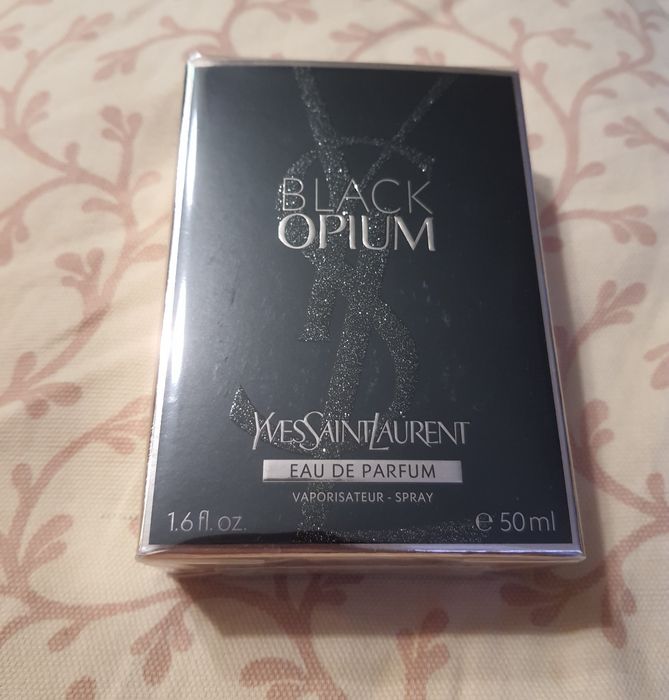 BLACK
OPIUM
YVESSAINTLAURENT
EAU DE PARFUM
VAPORISATEUR - SPRAY
1.6 fl. oz. ℮ 50 ml